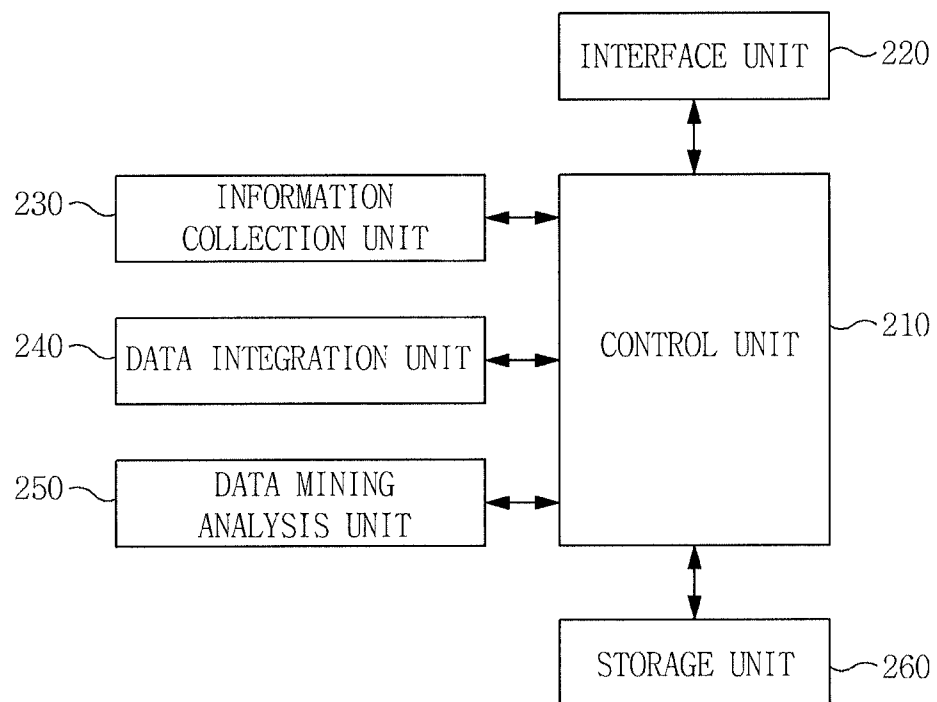 INTERFACE UNIT
220
230
INFORMATION
COLLECTION UNIT
240
DATA INTEGRATION UNIT
CONTROL UNIT
210
250
DATA MINING
ANALYSIS UNIT
STORAGE UNIT
260